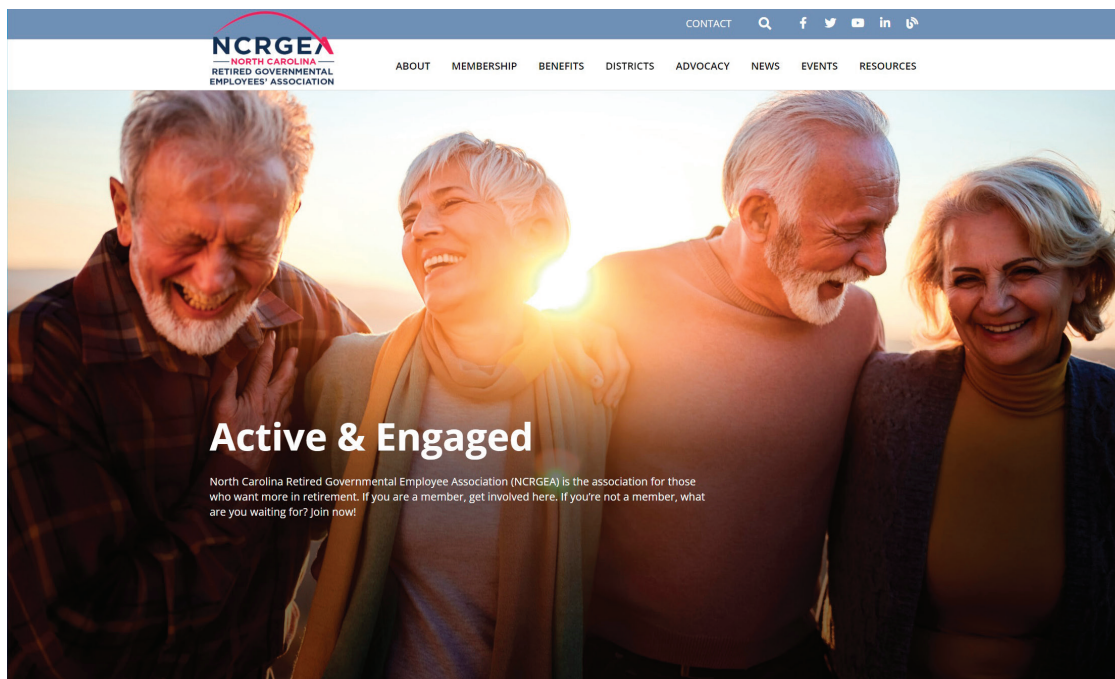 CONTACT
NCRGEA
NORTH CAROLINA
RETIRED GOVERNMENTAL
EMPLOYEES' ASSOCIATION
ABOUT MEMBERSHIP BENEFITS DISTRICTS ADVOCACY NEWS EVENTS RESOURCES
Active & Engaged
North Carolina Retired Governmental Employee Association (NCRGEA) is the association for those
who want more in retirement. If you are a member, get involved here. If you're not a member, what
are you waiting for? Join now!